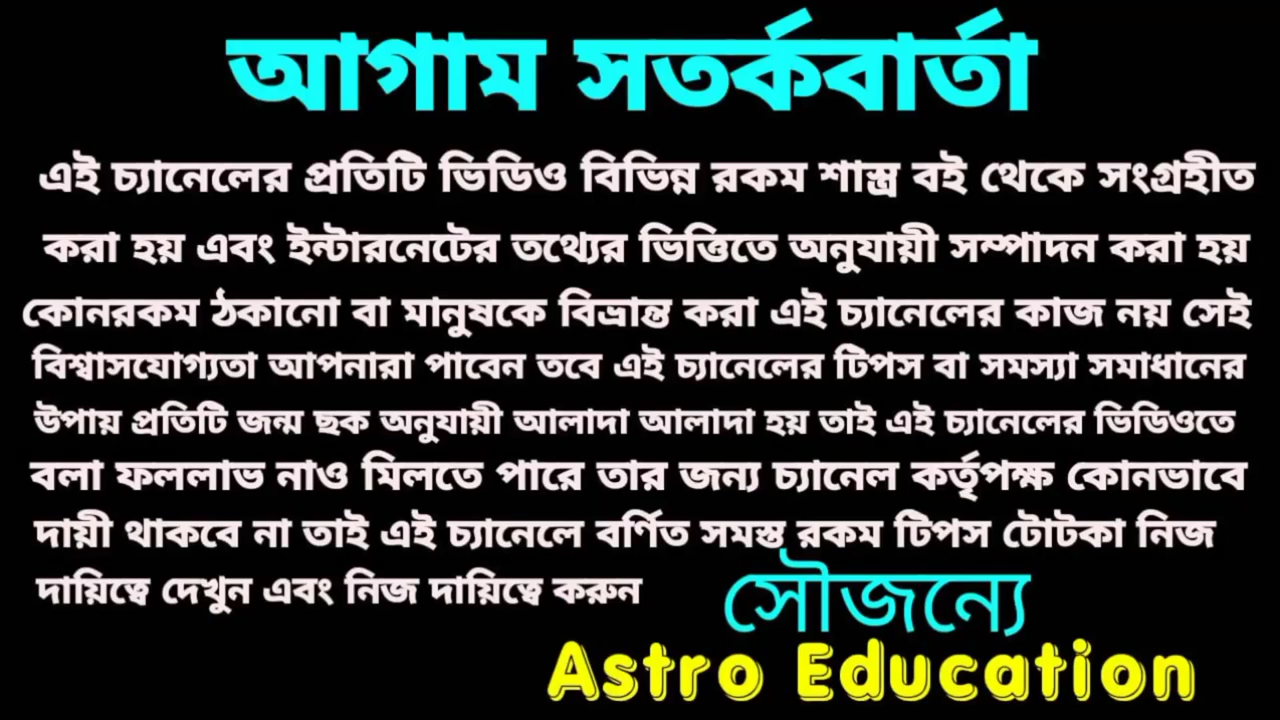 আগাম সতর্কবার্তা
এই চ্যানেলের প্রতিটি ভিডিও বিভিন্ন রকম শাস্ত্র বই থেকে সংগ্রহীত
করা হয় এবং ইন্টারনেটের তথ্যের ভিত্তিতে অনুযায়ী সম্পাদন করা হয়
কোনরকম ঠকানো বা মানুষকে বিভ্রান্ত করা এই চ্যানেলের কাজ নয় সেই
বিশ্বাসযোগ্যতা আপনারা পাবেন তবে এই চ্যানেলের টিপস বা সমস্যা সমাধানের
উপায় প্রতিটি জন্ম ছক অনুযায়ী আলাদা আলাদা হয় তাই এই চ্যানেলের ভিডিওতে
বলা ফললাভ নাও মিলতে পারে তার জন্য চ্যানেল কর্তৃপক্ষ কোনভাবে
দায়ী থাকবে না তাই এই চ্যানেলে বর্ণিত সমস্ত রকম টিপস টোটকা নিজ
দায়িত্বে দেখুন এবং নিজ দায়িত্বে করুন
সৌজন্যে
Astro Education